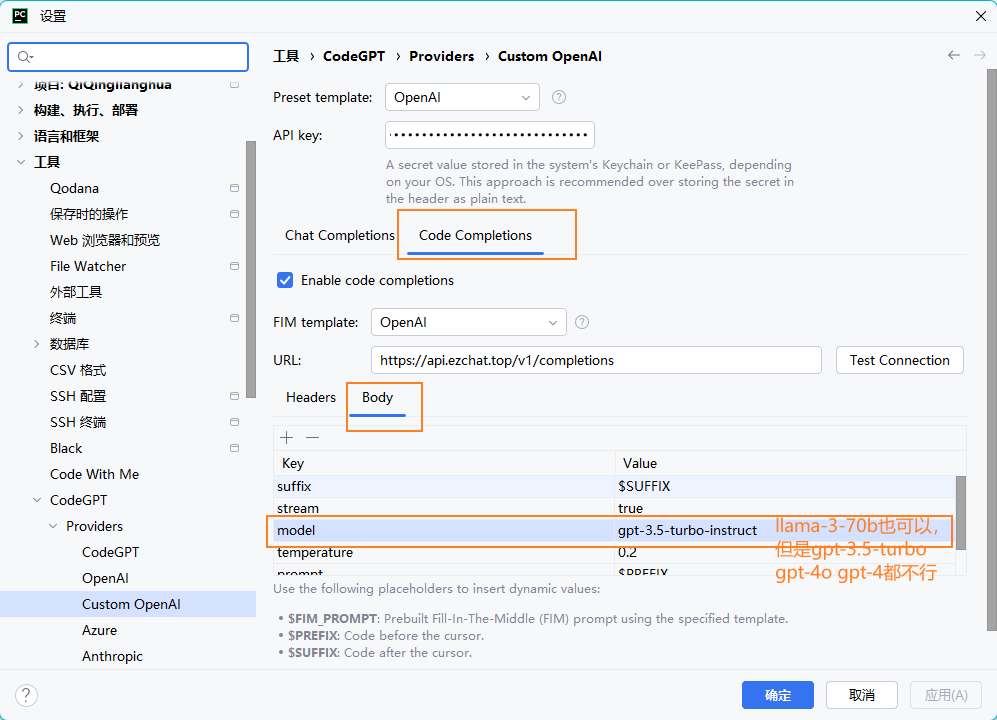 PC 设置
工具 › CodeGPT › Providers › Custom OpenAI
项目: QiQinglianghua
构建、执行、部署
语言和框架
工具
Qodana
保存时的操作
Web 浏览器和预览
File Watcher
外部工具
终端
数据库
CSV 格式
SSH 配置
SSH 终端
Black
Code With Me
CodeGPT
Providers
CodeGPT
OpenAI
Custom OpenAI
Azure
Anthropic
Preset template: OpenAI
API key:
A secret value stored in the system's Keychain or KeePass, depending
on your OS. This approach is recommended over storing the secret in
the header as plain text.
Chat Completions Code Completions
Enable code completions
FIM template: OpenAI
URL: https://api.ezchat.top/v1/completions Test Connection
Headers Body
Key Value
suffix $SUFFIX
stream true
model gpt-3.5-turbo-instruct
temperature 0.2
prompt $PREFIX
llama-3-70b也可以，
但是gpt-3.5-turbo
gpt-4o gpt-4都不行
Use the following placeholders to insert dynamic values:
• $FIM_PROMPT: Prebuilt Fill-In-The-Middle (FIM) prompt using the specified template.
• $PREFIX: Code before the cursor.
• $SUFFIX: Code after the cursor.
? 确定 取消 应用(A)